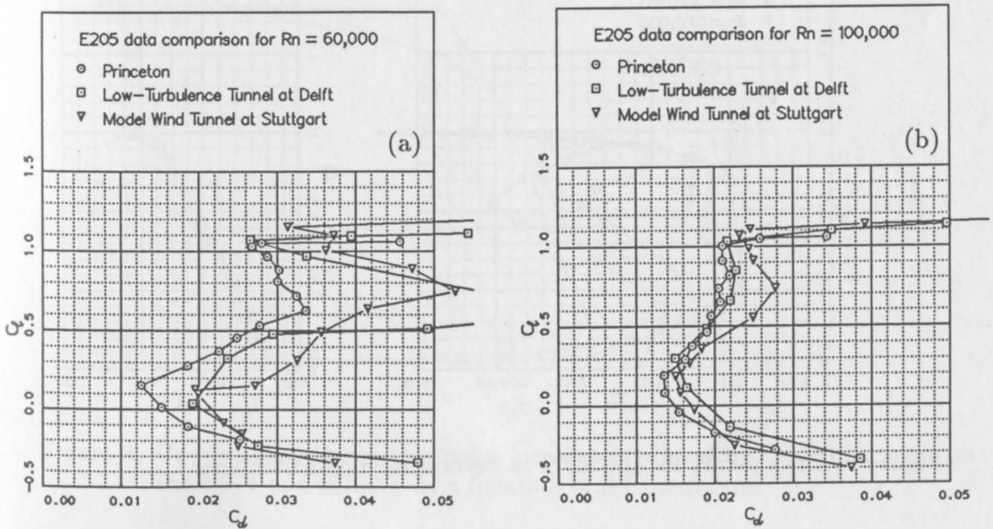 E205 data comparison for Rn = 60,000
Princeton
Low-Turbulence Tunnel at Delft
Model Wind Tunnel at Stuttgart
(a)
1.5
1.0
0.5
0.0
-0.5
C_l
0.00 0.01 0.02 0.03 0.04 0.05
C_d
E205 data comparison for Rn = 100,000
Princeton
Low-Turbulence Tunnel at Delft
Model Wind Tunnel at Stuttgart
(b)
1.5
1.0
0.5
0.0
-0.5
C_l
0.00 0.01 0.02 0.03 0.04 0.05
C_d